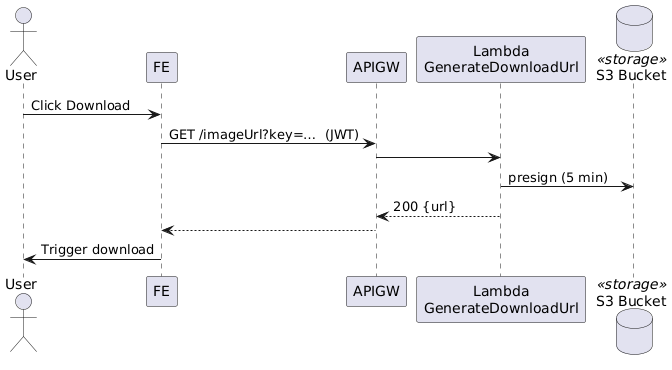 User
FE
APIGW
Lambda
GenerateDownloadUrl
«storage»
S3 Bucket
Click Download
GET /imageUrl?key=... (JWT)
presign (5 min)
200 {url}
Trigger download
User
FE
APIGW
Lambda
GenerateDownloadUrl
«storage»
S3 Bucket